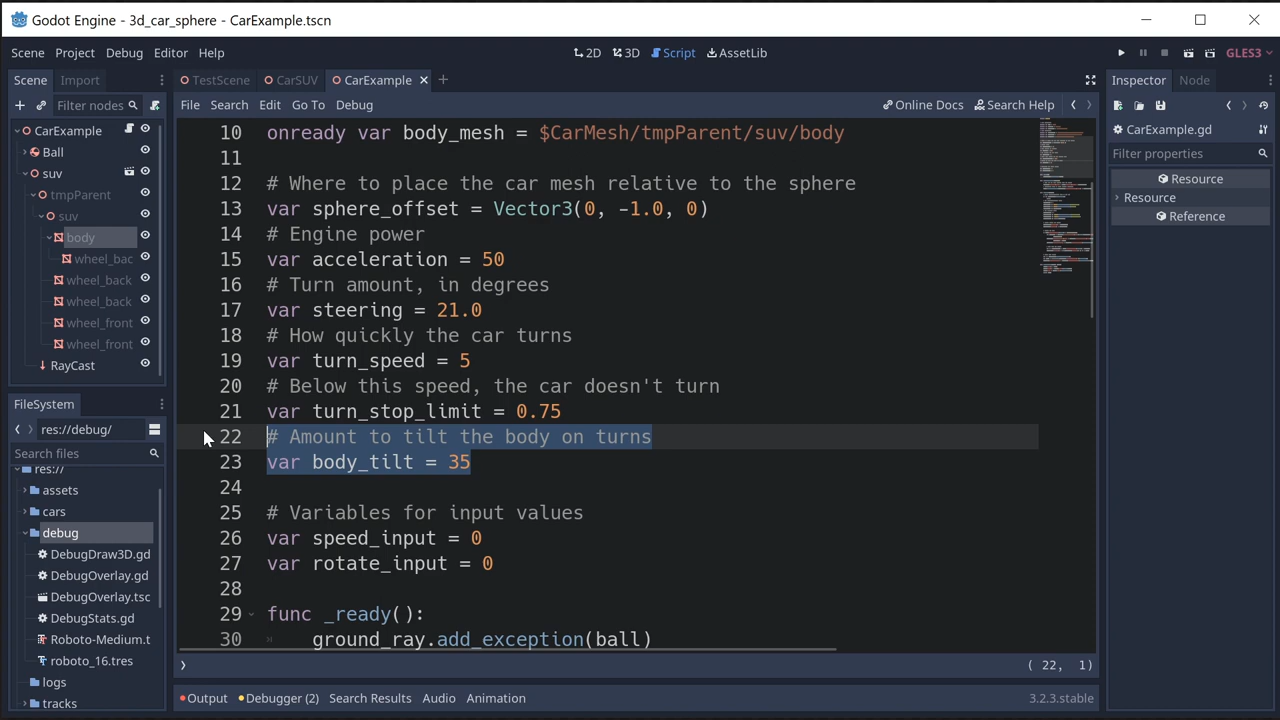 Godot Engine - 3d_car_sphere - CarExample.tscn
Scene Project Debug Editor Help
2D 3D Script AssetLib
GLES3
Scene Import
Filter nodes
CarExample
Ball
suv
tmpParent
suv
body
wheel_bac
wheel_back
wheel_back
wheel_front
wheel_front
RayCast
FileSystem
res://debug/
Search files
res://
assets
cars
debug
DebugDraw3D.gd
DebugOverlay.gd
DebugOverlay.tsc
DebugStats.gd
Roboto-Medium.t
roboto_16.tres
logs
tracks
TestScene CarSUV CarExample
File Search Edit Go To Debug
Online Docs Search Help
10 onready var body_mesh = $CarMesh/tmpParent/suv/body
11
12 # Where to place the car mesh relative to the sphere
13 var sphere_offset = Vector3(0, -1.0, 0)
14 # Engine power
15 var acceleration = 50
16 # Turn amount, in degrees
17 var steering = 21.0
18 # How quickly the car turns
19 var turn_speed = 5
20 # Below this speed, the car doesn't turn
21 var turn_stop_limit = 0.75
22 # Amount to tilt the body on turns
23 var body_tilt = 35
24
25 # Variables for input values
26 var speed_input = 0
27 var rotate_input = 0
28
29 func _ready():
30 ground_ray.add_exception(ball)
( 22, 1)
Output Debugger (2) Search Results Audio Animation
3.2.3.stable
Inspector Node
CarExample.gd
Filter properties
Resource
Resource
Reference